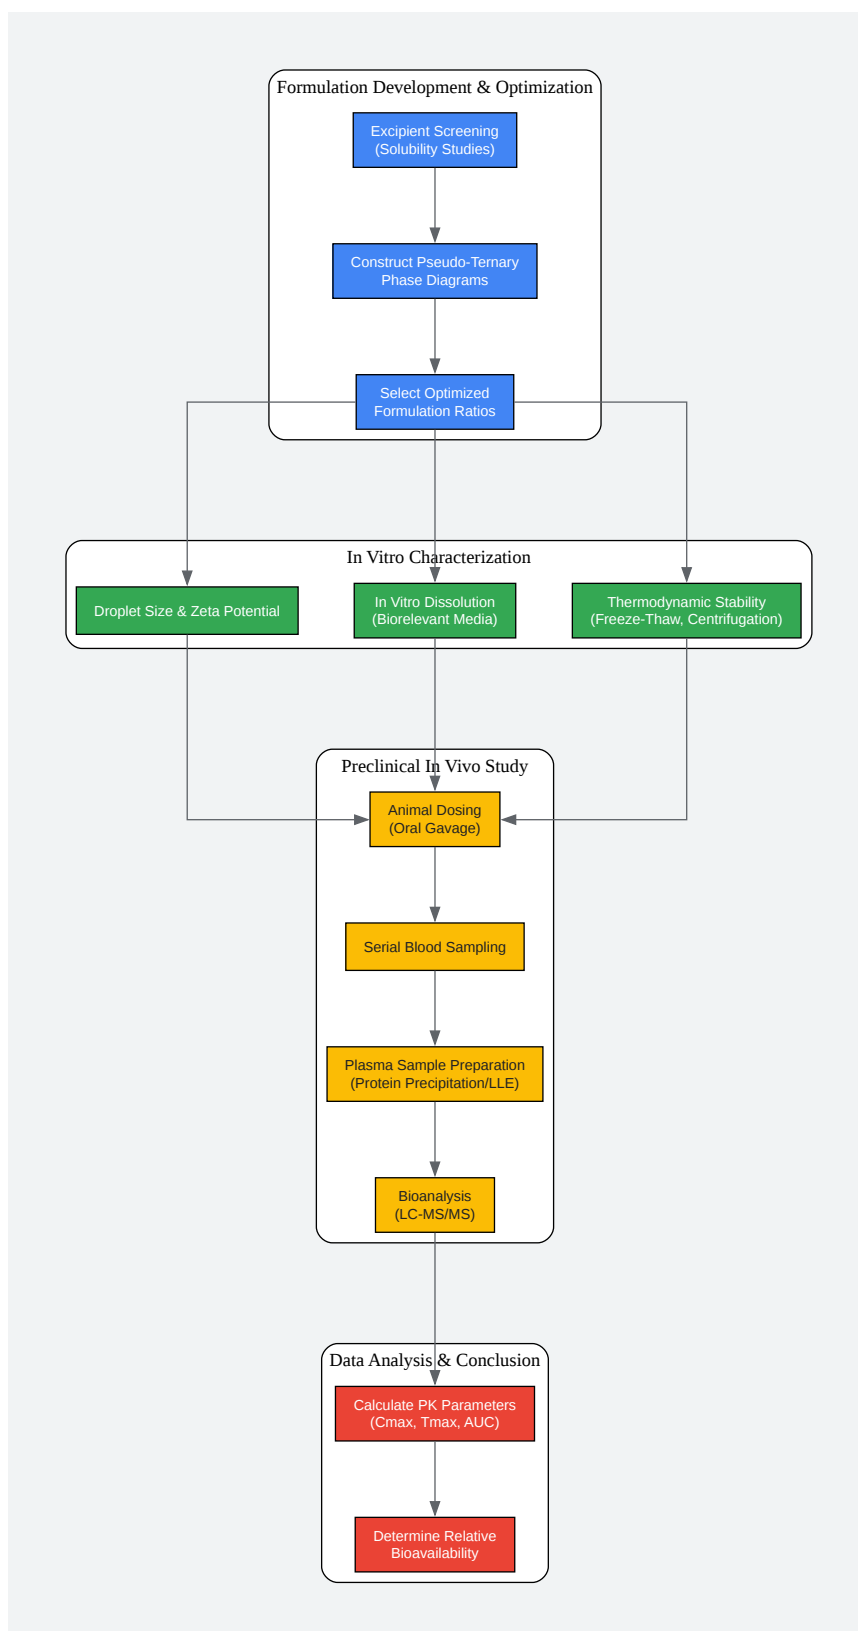 Formulation Development & Optimization
Excipient Screening
(Solubility Studies)
Construct Pseudo-Ternary
Phase Diagrams
Select Optimized
Formulation Ratios
In Vitro Characterization
Droplet Size & Zeta Potential
In Vitro Dissolution
(Biorelevant Media)
Thermodynamic Stability
(Freeze-Thaw, Centrifugation)
Preclinical In Vivo Study
Animal Dosing
(Oral Gavage)
Serial Blood Sampling
Plasma Sample Preparation
(Protein Precipitation/LLE)
Bioanalysis
(LC-MS/MS)
Data Analysis & Conclusion
Calculate PK Parameters
(Cmax, Tmax, AUC)
Determine Relative
Bioavailability